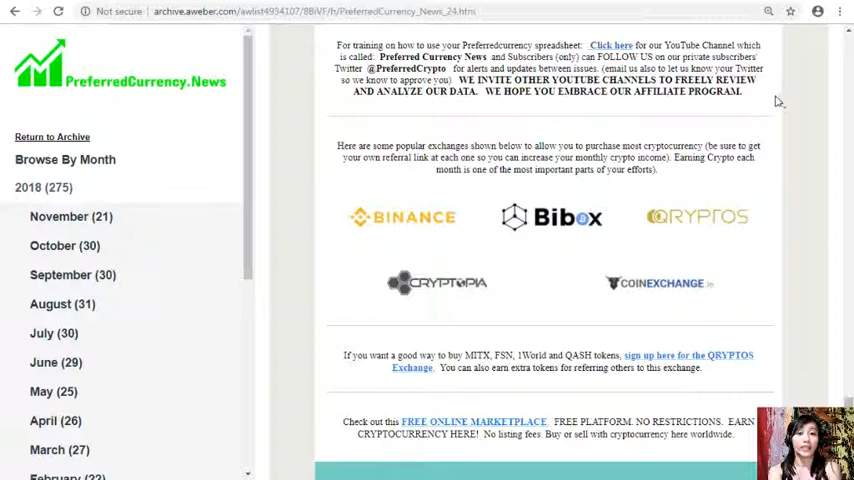 Not secure | archive.aweber.com/awlist4934107/8BiVF/h/PreferredCurrency_News_24.htm
PreferredCurrency.News
Return to Archive
Browse By Month
2018 (275)
November (21)
October (30)
September (30)
August (31)
July (30)
June (29)
May (25)
April (26)
March (27)
February (22)
For training on how to use your Preferredcurrency spreadsheet: Click here for our YouTube Channel which
is called: Preferred Currency News and Subscribers (only) can FOLLOW US on our private subscribers'
Twitter @PreferredCrypto for alerts and updates between issues. (email us also to let us know your Twitter
so we know to approve you) WE INVITE OTHER YOUTUBE CHANNELS TO FREELY REVIEW
AND ANALYZE OUR DATA. WE HOPE YOU EMBRACE OUR AFFILIATE PROGRAM.
Here are some popular exchanges shown below to allow you to purchase most cryptocurrency (be sure to get
your own referral link at each one so you can increase your monthly crypto income). Earning Crypto each
month is one of the most important parts of your efforts).
BINANCE
Bibox
QRYPTOS
CRYPTOPIA
COINEXCHANGE.io
If you want a good way to buy MITX, FSN, 1World and QASH tokens, sign up here for the QRYPTOS
Exchange. You can also earn extra tokens for referring others to this exchange.
Check out this FREE ONLINE MARKETPLACE FREE PLATFORM. NO RESTRICTIONS. EARN
CRYPTOCURRENCY HERE! No listing fees. Buy or sell with cryptocurrency here worldwide.